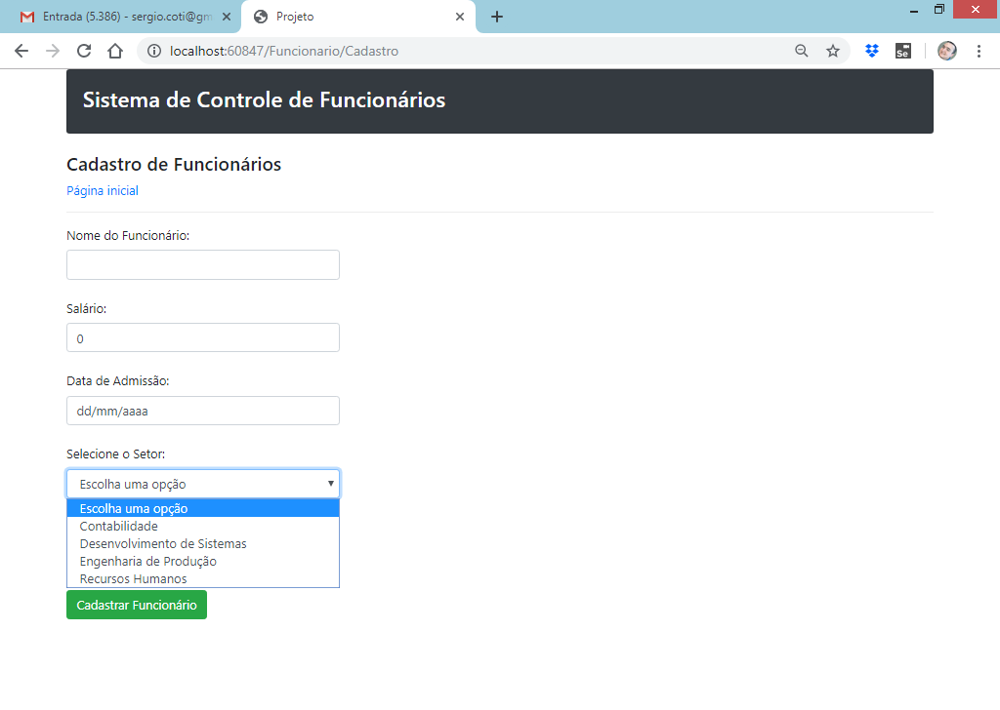 Entrada (5.386) - sergio.coti@gm
Projeto
localhost:60847/Funcionario/Cadastro
Se
Sistema de Controle de Funcionários
Cadastro de Funcionários
Página inicial
Nome do Funcionário:
Salário:
0
Data de Admissão:
dd/mm/aaaa
Selecione o Setor:
Escolha uma opção
Escolha uma opção
Contabilidade
Desenvolvimento de Sistemas
Engenharia de Produção
Recursos Humanos
Cadastrar Funcionário